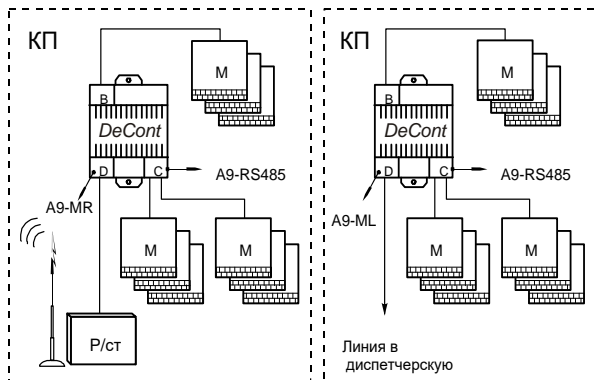 КП
М
В
DeCont
D
С
A9-RS485
A9-MR
М
М
Р/ст
КП
М
В
DeCont
D
С
A9-RS485
A9-ML
М
М
Линия в
диспетчерскую